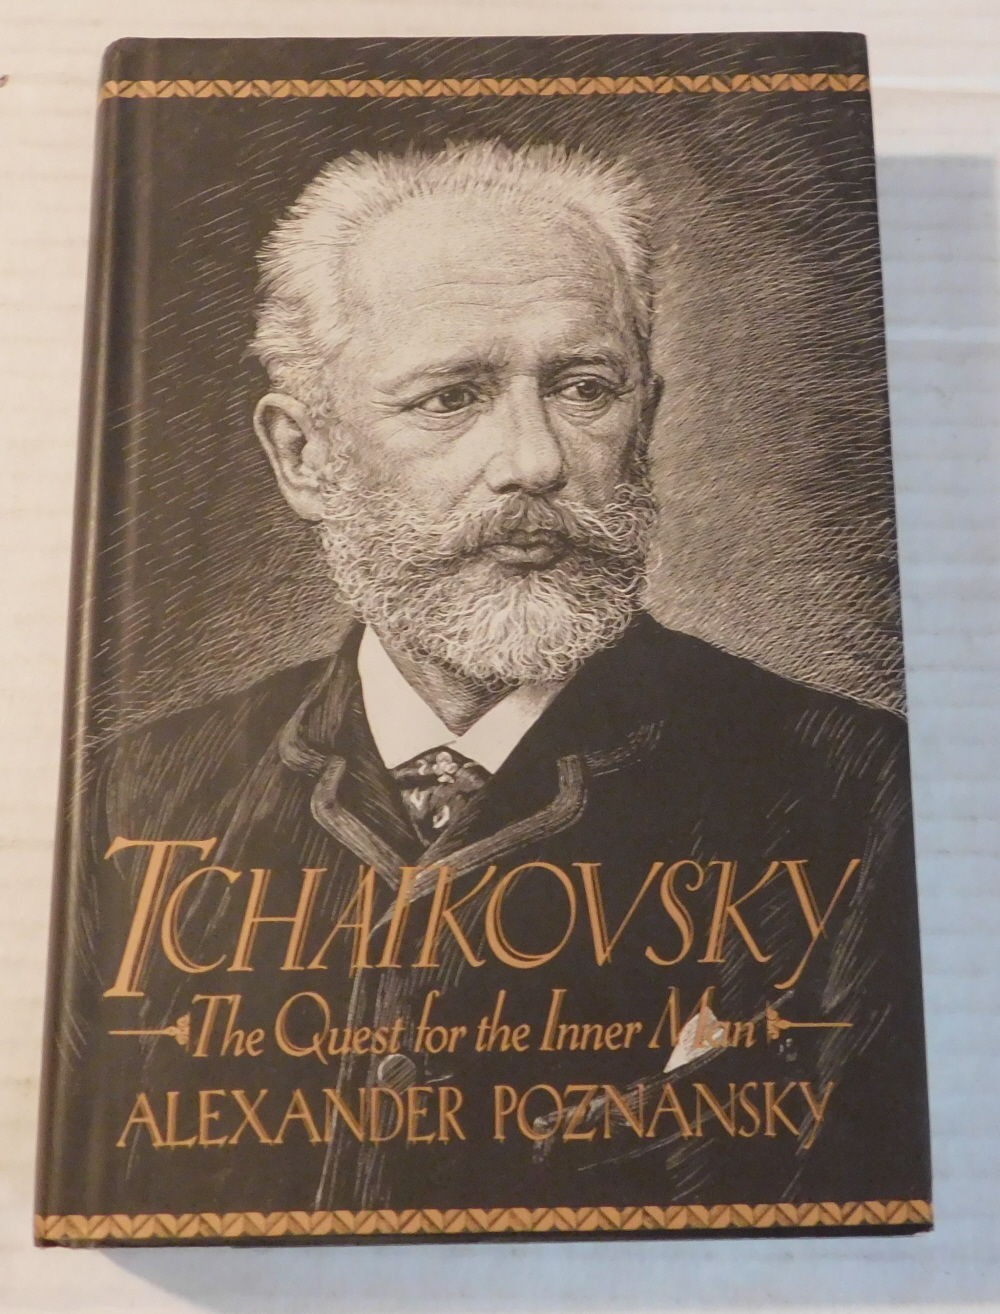 TCHAIKOVSKY
The Quest for the Inner Man
ALEXANDER POZNANSKY